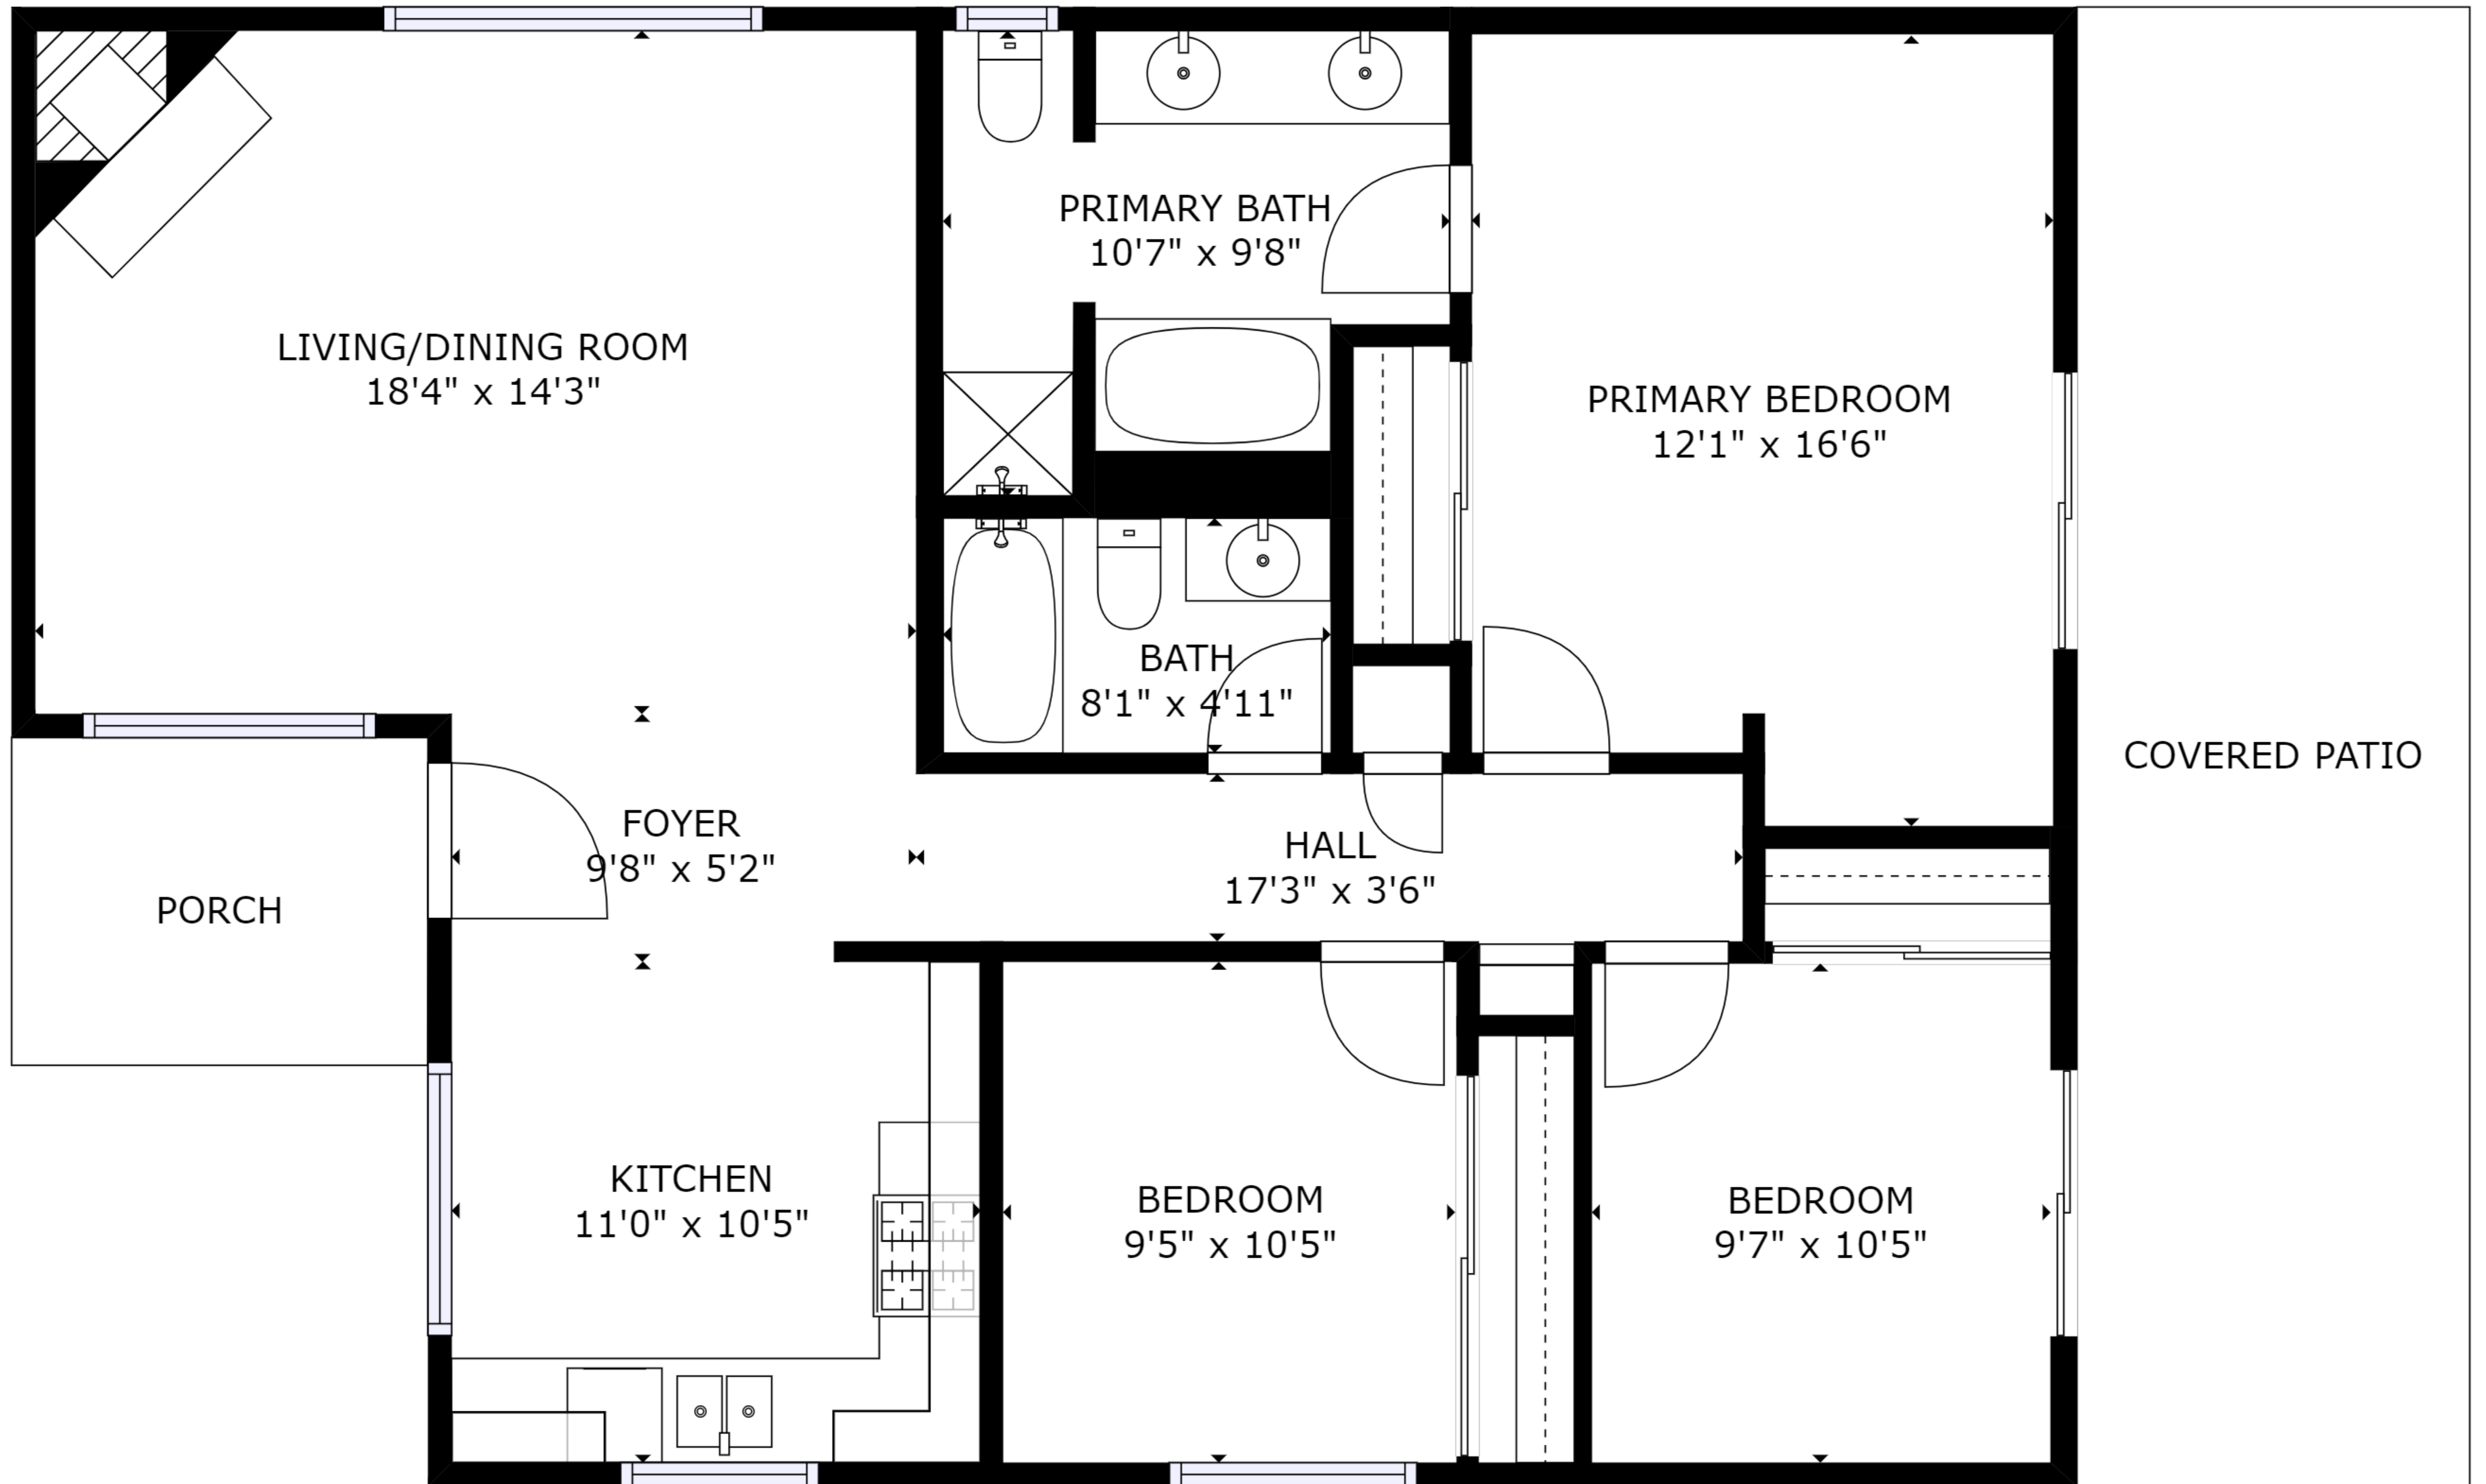 PRIMARY BATH
10'7" x 9'8"
LIVING/DINING ROOM
18'4" x 14'3"
PRIMARY BEDROOM
12'1" x 16'6"
BATH
8'1" x 4'11"
COVERED PATIO
FOYER
9'8" x 5'2"
HALL
17'3" x 3'6"
PORCH
KITCHEN
11'0" x 10'5"
BEDROOM
9'5" x 10'5"
BEDROOM
9'7" x 10'5"